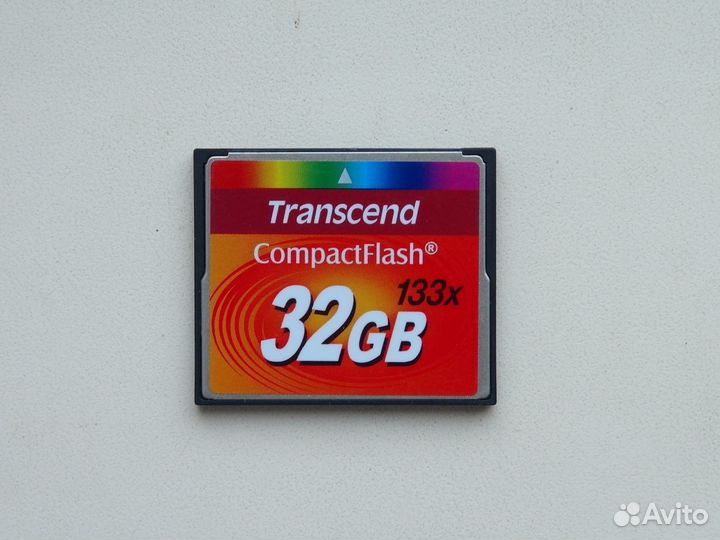 Transcend
CompactFlash®
133x
32GB
Avito